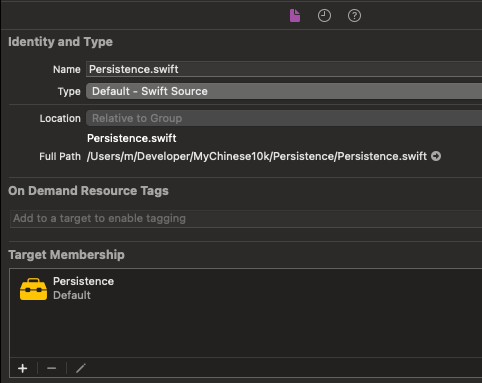 Identity and Type
Name Persistence.swift
Type Default - Swift Source
Location Relative to Group
Persistence.swift
Full Path /Users/m/Developer/MyChinese10k/Persistence/Persistence.swift
On Demand Resource Tags
Add to a target to enable tagging
Target Membership
Persistence
Default